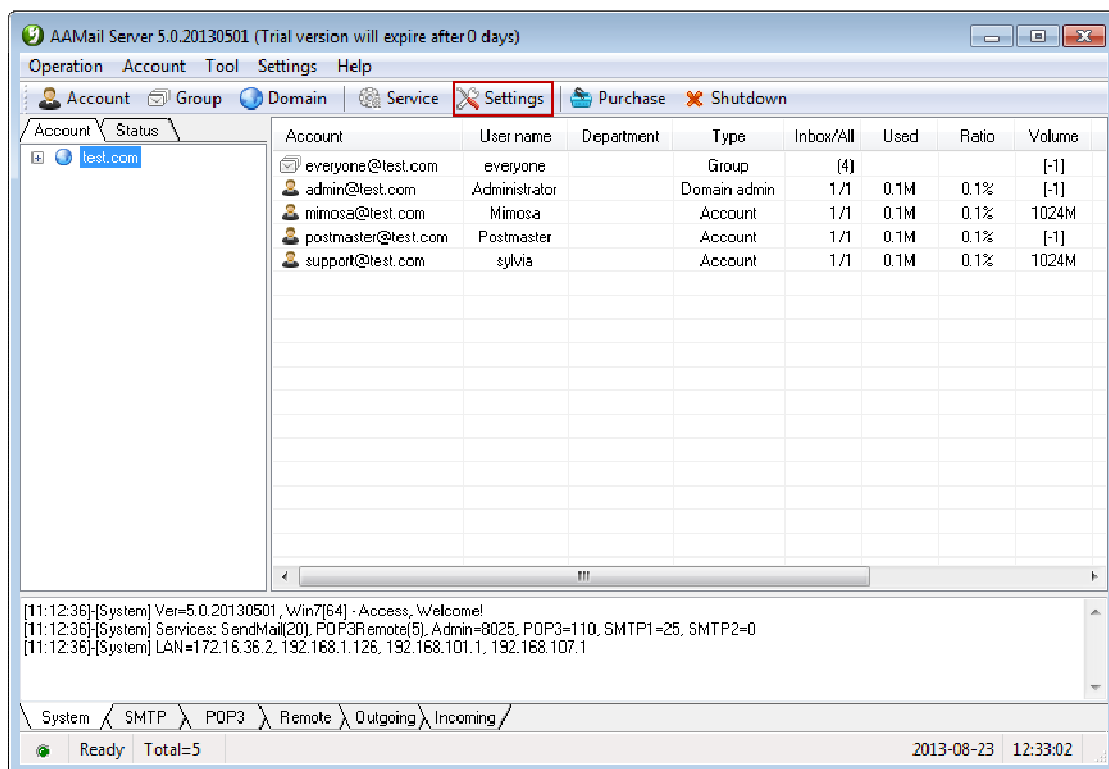 AAMail Server 5.0.20130501 (Trial version will expire after 0 days)
Operation Account Tool Settings Help
Account Group Domain Service Settings Purchase Shutdown
Account Status
test.com
Account User name Department Type Inbox/All Used Ratio Volume
everyone@test.com everyone Group [4] [-1]
admin@test.com Administrator Domain admin 1/1 0.1M 0.1% [-1]
mimosa@test.com Mimosa Account 1/1 0.1M 0.1% 1024M
postmaster@test.com Postmaster Account 1/1 0.1M 0.1% [-1]
support@test.com sylvia Account 1/1 0.1M 0.1% 1024M
[11:12:36]-[System] Ver=5.0.20130501, Win7[64] - Access, Welcome!
[11:12:36]-[System] Services: SendMail(20), POP3Remote(5), Admin=8025, POP3=110, SMTP1=25, SMTP2=0
[11:12:36]-[System] LAN=172.16.36.2, 192.168.1.126, 192.168.101.1, 192.168.107.1
System SMTP POP3 Remote Outgoing Incoming
Ready Total=5 2013-08-23 12:33:02